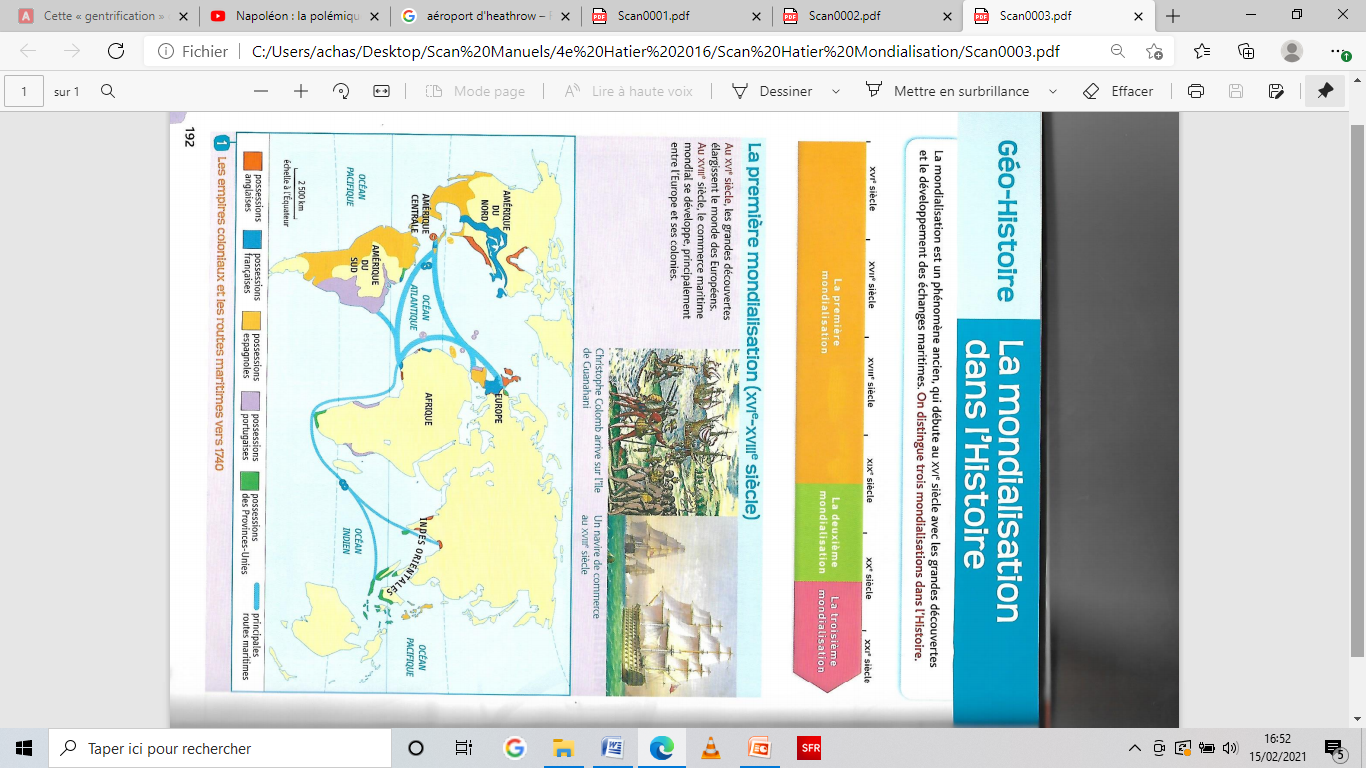 Cette « gentrification »
Napoléon : la polémiqu
aéroport d'heathrow –
Scan0001.pdf
Scan0002.pdf
Scan0003.pdf
Fichier
C:/Users/achas/Desktop/Scan%20Manuels/4e%20Hatier%202016/Scan%20Hatier%20Mondialisation/Scan0003.pdf
1
sur 1
Mode page
Lire à haute voix
Dessiner
Mettre en surbrillance
Effacer
Géo-Histoire
La mondialisation
dans l'Histoire
La mondialisation est un phénomène ancien, qui débute au XVIe siècle avec les grandes découvertes
et le développement des échanges maritimes. On distingue trois mondialisations dans l'Histoire.
XVIe siècle
XVIIe siècle
XVIIIe siècle
XIXe siècle
XXe siècle
XXIe siècle
La première
mondialisation
La deuxième
mondialisation
La troisième
mondialisation
La première mondialisation (XVIe-XVIIIe siècle)
Au XVIe siècle, les grandes découvertes
élargissent le monde des Européens.
Au XVIIIe siècle, le commerce maritime
mondial se développe, principalement
entre l'Europe et ses colonies.
Christophe Colomb arrive sur l'île
de Guanahani
Un navire de commerce
au XVIIIe siècle
AMÉRIQUE
DU
NORD
EUROPE
AMÉRIQUE
CENTRALE
OCÉAN
ATLANTIQUE
AFRIQUE
INDES ORIENTALES
OCÉAN
PACIFIQUE
AMÉRIQUE
DU
SUD
OCÉAN
INDIEN
OCÉAN
PACIFIQUE
2 500 km
échelle à l'Équateur
possessions
anglaises
possessions
françaises
possessions
espagnoles
possessions
portugaises
possessions
des Provinces-Unies
principales
routes maritimes
1 Les empires coloniaux et les routes maritimes vers 1740
192
Taper ici pour rechercher
SFR
16:52
15/02/2021
5